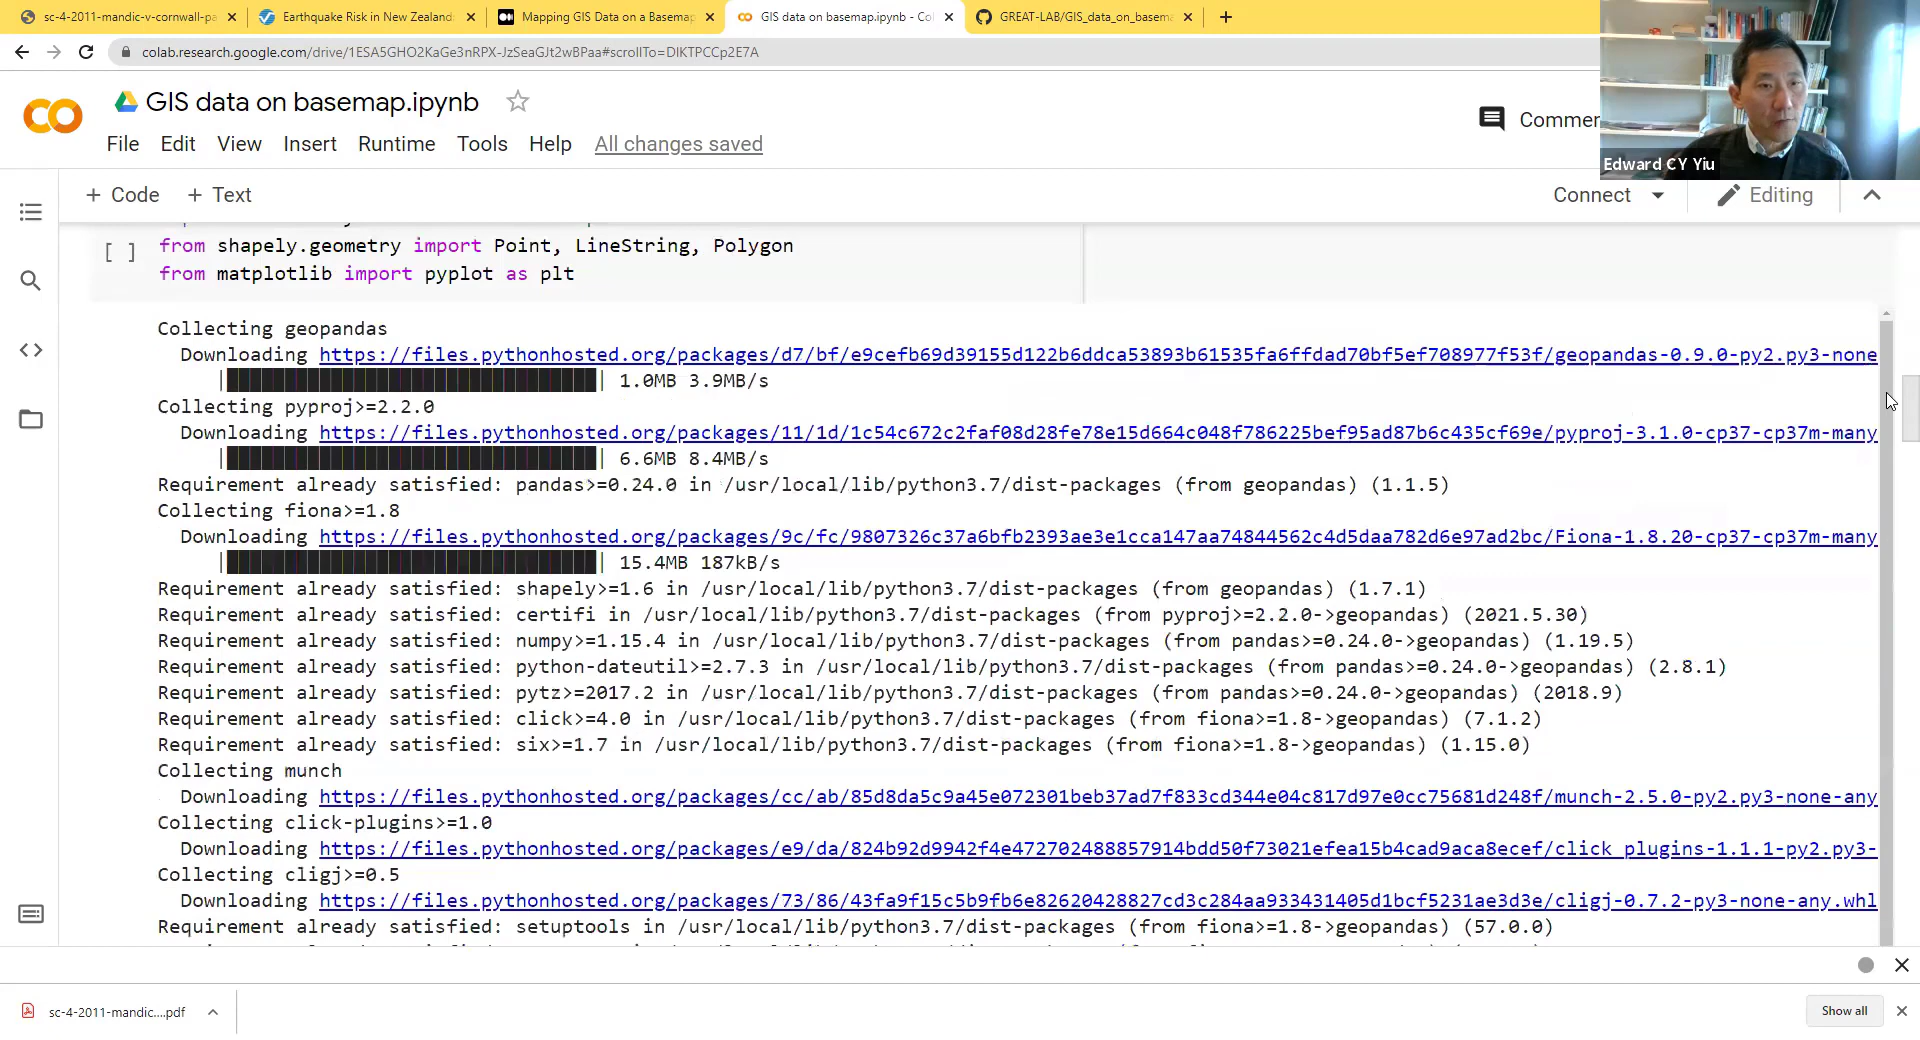 sc-4-2011-mandic-v-cornwall-pa
Earthquake Risk in New Zealand
Mapping GIS Data on a Basemap
GIS data on basemap.ipynb - Co
GREAT-LAB/GIS_data_on_basema
colab.research.google.com/drive/1ESA5GHO2KaGe3nRPX-JzSeaGJt2wBPaa#scrollTo=DlKTPCCp2E7A
GIS data on basemap.ipynb
File Edit View Insert Runtime Tools Help All changes saved
Commen
Edward CY Yiu
+ Code + Text
Connect
Editing
[ ] from shapely.geometry import Point, LineString, Polygon
from matplotlib import pyplot as plt
Collecting geopandas
Downloading https://files.pythonhosted.org/packages/d7/bf/e9cefb69d39155d122b6ddca53893b61535fa6ffdad70bf5ef708977f53f/geopandas-0.9.0-py2.py3-none
1.0MB 3.9MB/s
Collecting pyproj>=2.2.0
Downloading https://files.pythonhosted.org/packages/11/1d/1c54c672c2faf08d28fe78e15d664c048f786225bef95ad87b6c435cf69e/pyproj-3.1.0-cp37-cp37m-many
6.6MB 8.4MB/s
Requirement already satisfied: pandas>=0.24.0 in /usr/local/lib/python3.7/dist-packages (from geopandas) (1.1.5)
Collecting fiona>=1.8
Downloading https://files.pythonhosted.org/packages/9c/fc/9807326c37a6bfb2393ae3e1cca147aa74844562c4d5daa782d6e97ad2bc/Fiona-1.8.20-cp37-cp37m-many
15.4MB 187kB/s
Requirement already satisfied: shapely>=1.6 in /usr/local/lib/python3.7/dist-packages (from geopandas) (1.7.1)
Requirement already satisfied: certifi in /usr/local/lib/python3.7/dist-packages (from pyproj>=2.2.0->geopandas) (2021.5.30)
Requirement already satisfied: numpy>=1.15.4 in /usr/local/lib/python3.7/dist-packages (from pandas>=0.24.0->geopandas) (1.19.5)
Requirement already satisfied: python-dateutil>=2.7.3 in /usr/local/lib/python3.7/dist-packages (from pandas>=0.24.0->geopandas) (2.8.1)
Requirement already satisfied: pytz>=2017.2 in /usr/local/lib/python3.7/dist-packages (from pandas>=0.24.0->geopandas) (2018.9)
Requirement already satisfied: click>=4.0 in /usr/local/lib/python3.7/dist-packages (from fiona>=1.8->geopandas) (7.1.2)
Requirement already satisfied: six>=1.7 in /usr/local/lib/python3.7/dist-packages (from fiona>=1.8->geopandas) (1.15.0)
Collecting munch
Downloading https://files.pythonhosted.org/packages/cc/ab/85d8da5c9a45e072301beb37ad7f833cd344e04c817d97e0cc75681d248f/munch-2.5.0-py2.py3-none-any
Collecting click-plugins>=1.0
Downloading https://files.pythonhosted.org/packages/e9/da/824b92d9942f4e472702488857914bdd50f73021efea15b4cad9aca8ecef/click_plugins-1.1.1-py2.py3-
Collecting cligj>=0.5
Downloading https://files.pythonhosted.org/packages/73/86/43fa9f15c5b9fb6e82620428827cd3c284aa933431405d1bcf5231ae3d3e/cligj-0.7.2-py3-none-any.whl
Requirement already satisfied: setuptools in /usr/local/lib/python3.7/dist-packages (from fiona>=1.8->geopandas) (57.0.0)
sc-4-2011-mandic....pdf
Show all